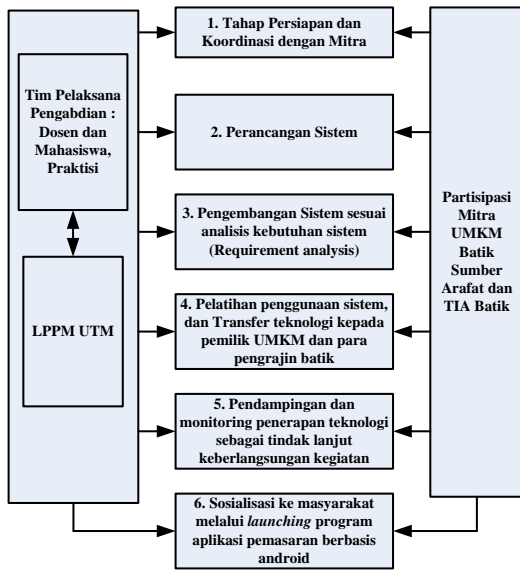 1. Tahap Persiapan dan
Koordinasi dengan Mitra
Tim Pelaksana
Pengabdian :
Dosen dan
Mahasiswa,
Praktisi
2. Perancangan Sistem
3. Pengembangan Sistem sesuai
analisis kebutuhan sistem
(Requirement analysis)
Partisipasi
Mitra
UMKM
Batik
Sumber
Arafat dan
TIA Batik
LPPM UTM
4. Pelatihan penggunaan sistem,
dan Transfer teknologi kepada
pemilik UMKM dan para
pengrajin batik
5. Pendampingan dan
monitoring penerapan teknologi
sebagai tindak lanjut
keberlangsungan kegiatan
6. Sosialisasi ke masyarakat
melalui launching program
aplikasi pemasaran berbasis
android